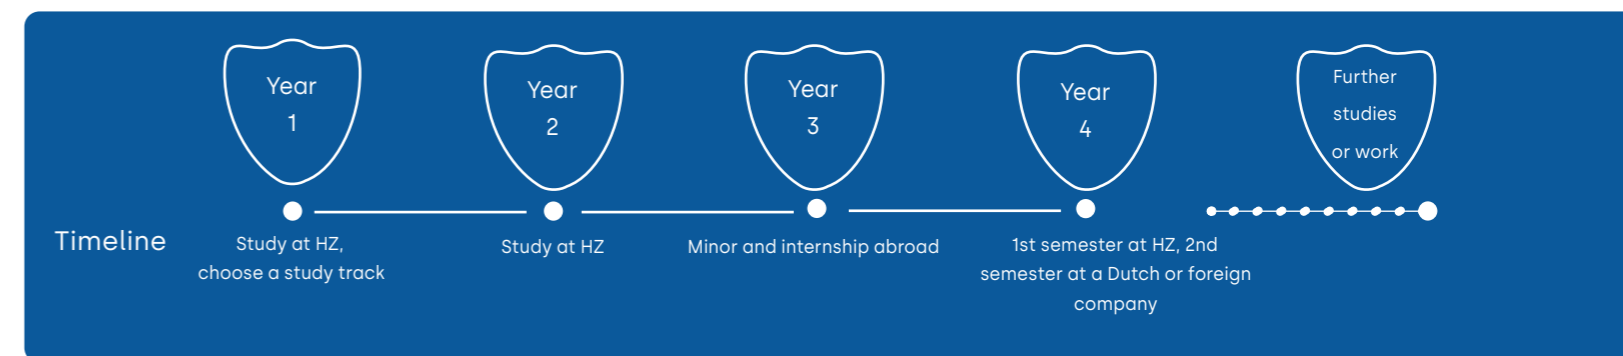 Year
1
Year
2
Year
3
Year
4
Further
studies
or work
Timeline
Study at HZ,
choose a study track
Study at HZ
Minor and internship abroad
1st semester at HZ, 2nd
semester at a Dutch or foreign
company